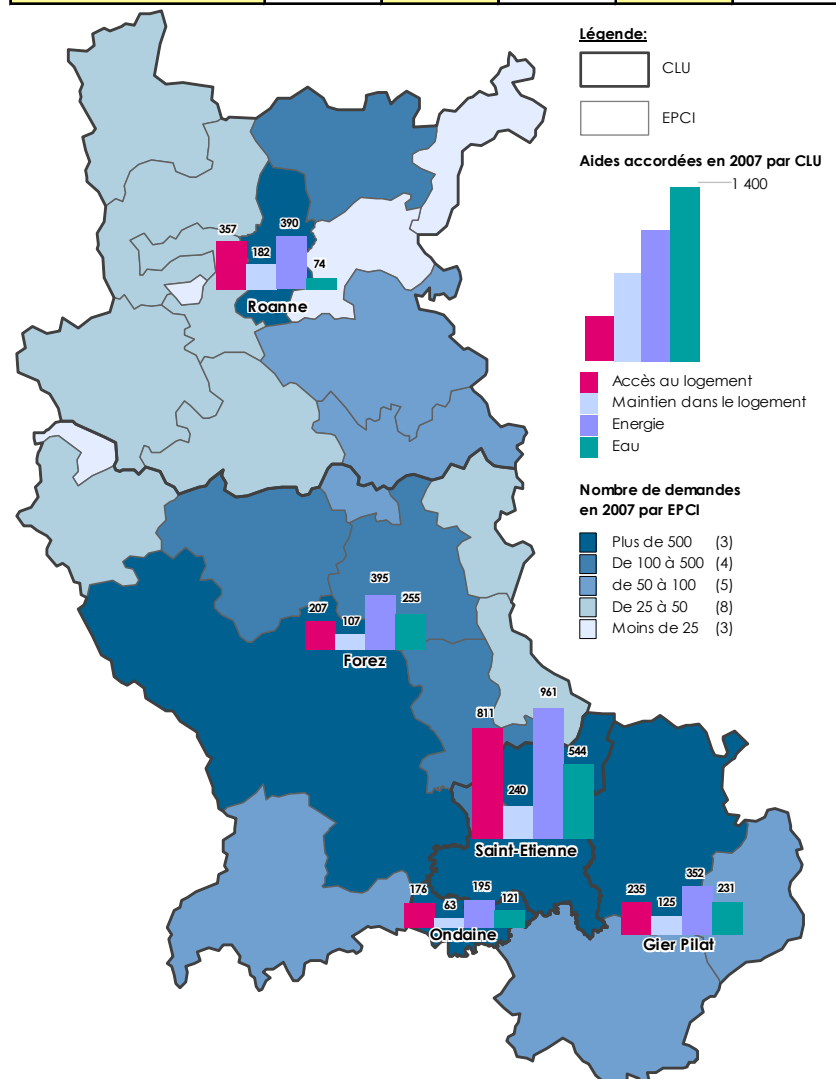 Légende:
CLU
EPCI
Aides accordées en 2007 par CLU
1 400
Accès au logement
Maintien dans le logement
Energie
Eau
Nombre de demandes
en 2007 par EPCI
Plus de 500 (3)
De 100 à 500 (4)
de 50 à 100 (5)
De 25 à 50 (8)
Moins de 25 (3)
357
182
390
74
Roanne
207
107
395
255
Forez
811
240
961
544
Saint-Etienne
176
63
195
121
Ondaine
235
125
352
231
Gier Pilat